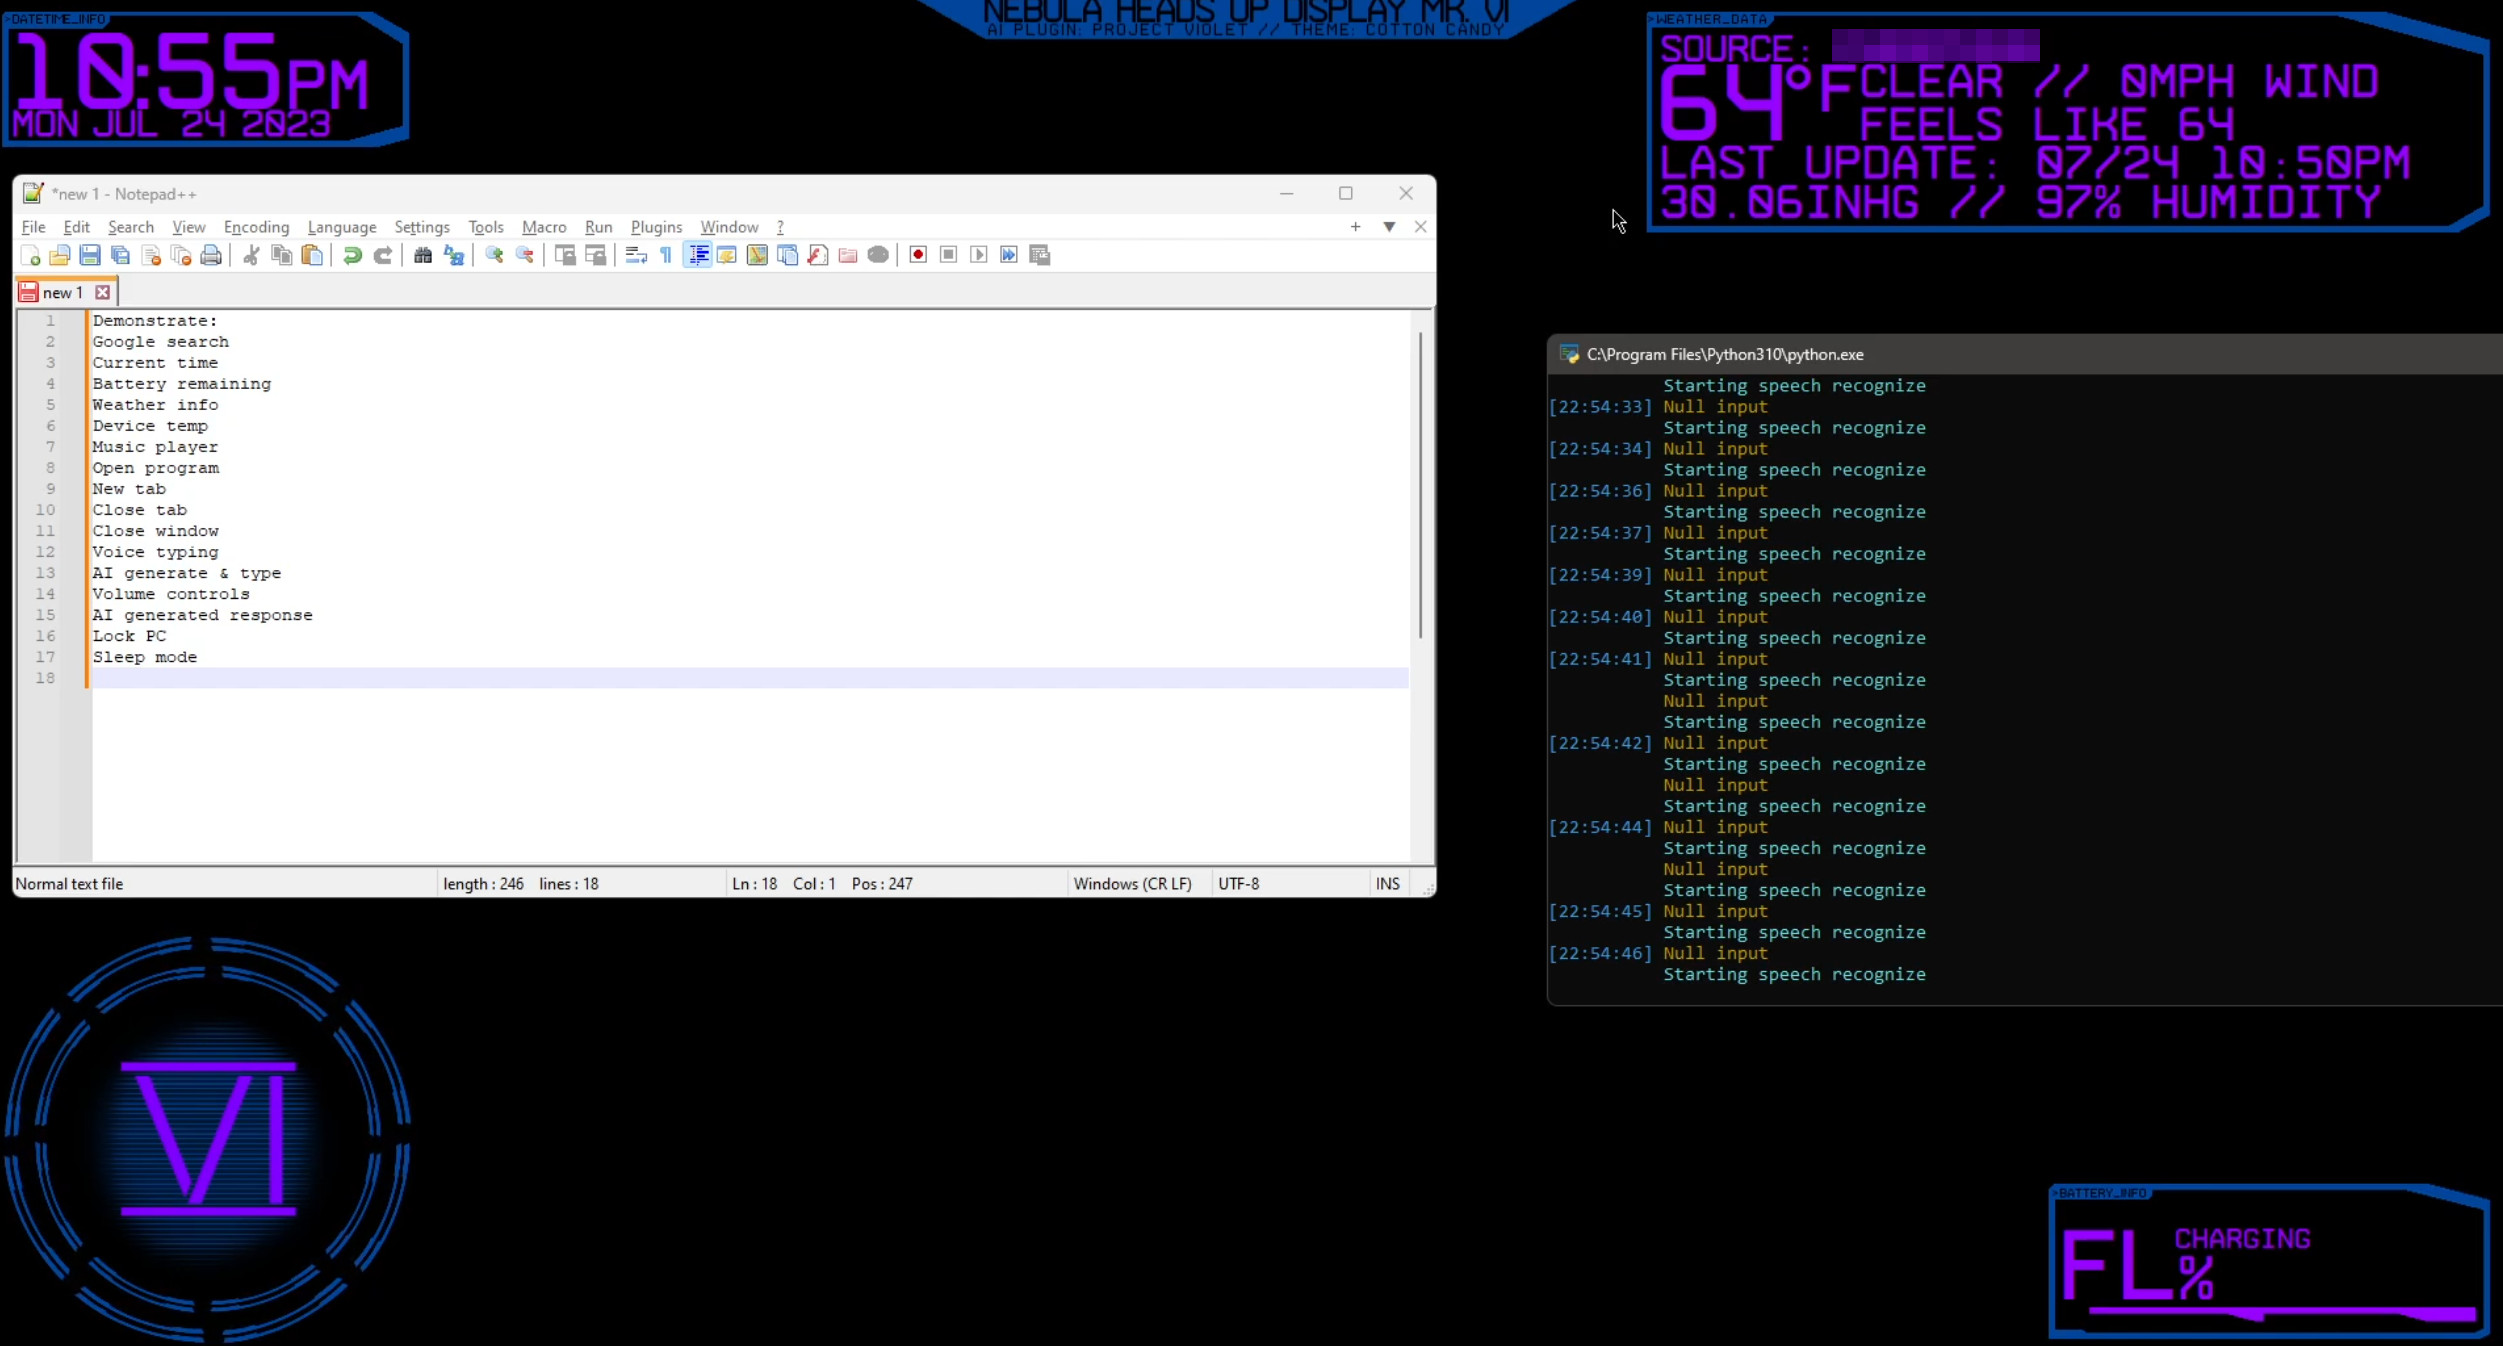 >DATETIME_INFO
10:55PM
MON JUL 24 2023
NEBULA HEADS UP DISPLAY MR. VI
AI PLUGIN: PROJECT VIOLET // THEME: COTTON CANDY
>WEATHER_DATA
SOURCE:
64°F CLEAR // 0MPH WIND
FEELS LIKE 64
LAST UPDATE: 07/24 10:50PM
30.06INHG // 97% HUMIDITY
*new 1 - Notepad++
File Edit Search View Encoding Language Settings Tools Macro Run Plugins Window ?
new 1
1 Demonstrate:
2 Google search
3 Current time
4 Battery remaining
5 Weather info
6 Device temp
7 Music player
8 Open program
9 New tab
10 Close tab
11 Close window
12 Voice typing
13 AI generate & type
14 Volume controls
15 AI generated response
16 Lock PC
17 Sleep mode
18
Normal text file length : 246 lines : 18 Ln : 18 Col : 1 Pos : 247 Windows (CR LF) UTF-8 INS
C:\Program Files\Python310\python.exe
Starting speech recognize
[22:54:33] Null input
Starting speech recognize
[22:54:34] Null input
Starting speech recognize
[22:54:36] Null input
Starting speech recognize
[22:54:37] Null input
Starting speech recognize
[22:54:39] Null input
Starting speech recognize
[22:54:40] Null input
Starting speech recognize
[22:54:41] Null input
Starting speech recognize
Null input
Starting speech recognize
[22:54:42] Null input
Starting speech recognize
Null input
Starting speech recognize
[22:54:44] Null input
Starting speech recognize
Null input
Starting speech recognize
[22:54:45] Null input
Starting speech recognize
[22:54:46] Null input
Starting speech recognize
VI
>BATTERY_INFO
FL% CHARGING